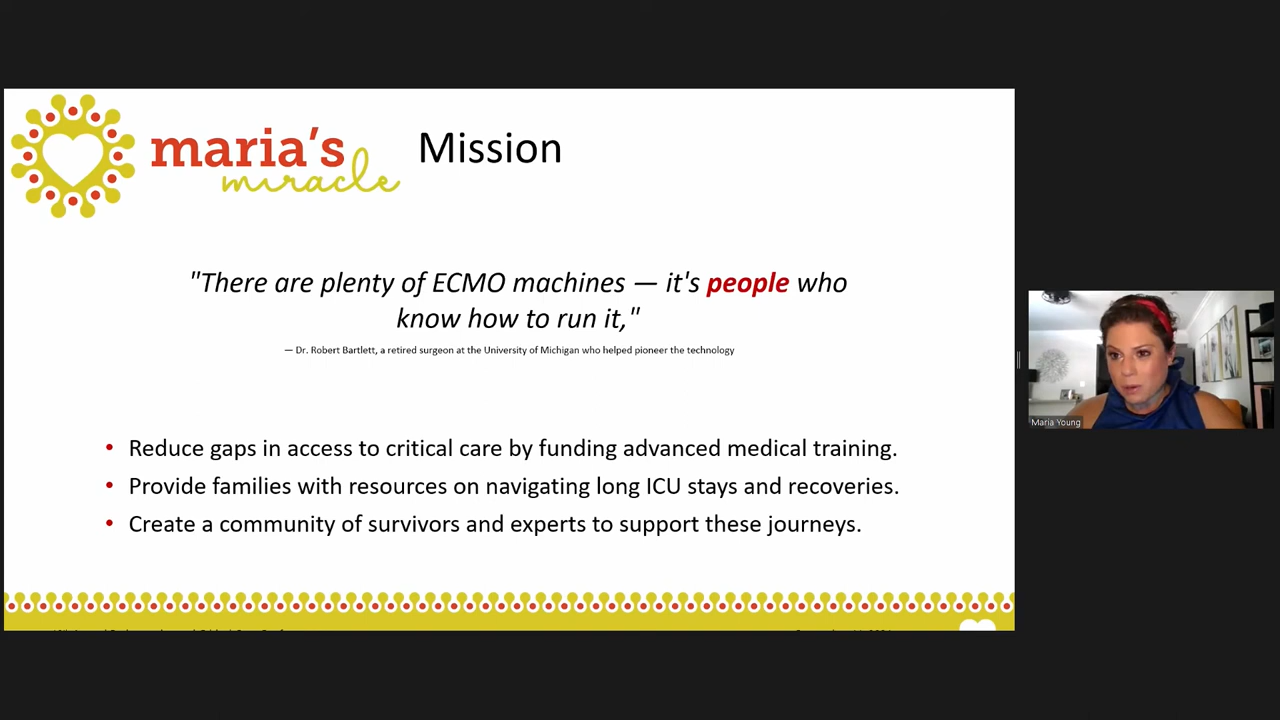 maria's
miracle
Mission
"There are plenty of ECMO machines — it's people who
know how to run it,"
— Dr. Robert Bartlett, a retired surgeon at the University of Michigan who helped pioneer the technology
• Reduce gaps in access to critical care by funding advanced medical training.
• Provide families with resources on navigating long ICU stays and recoveries.
• Create a community of survivors and experts to support these journeys.
Maria Young